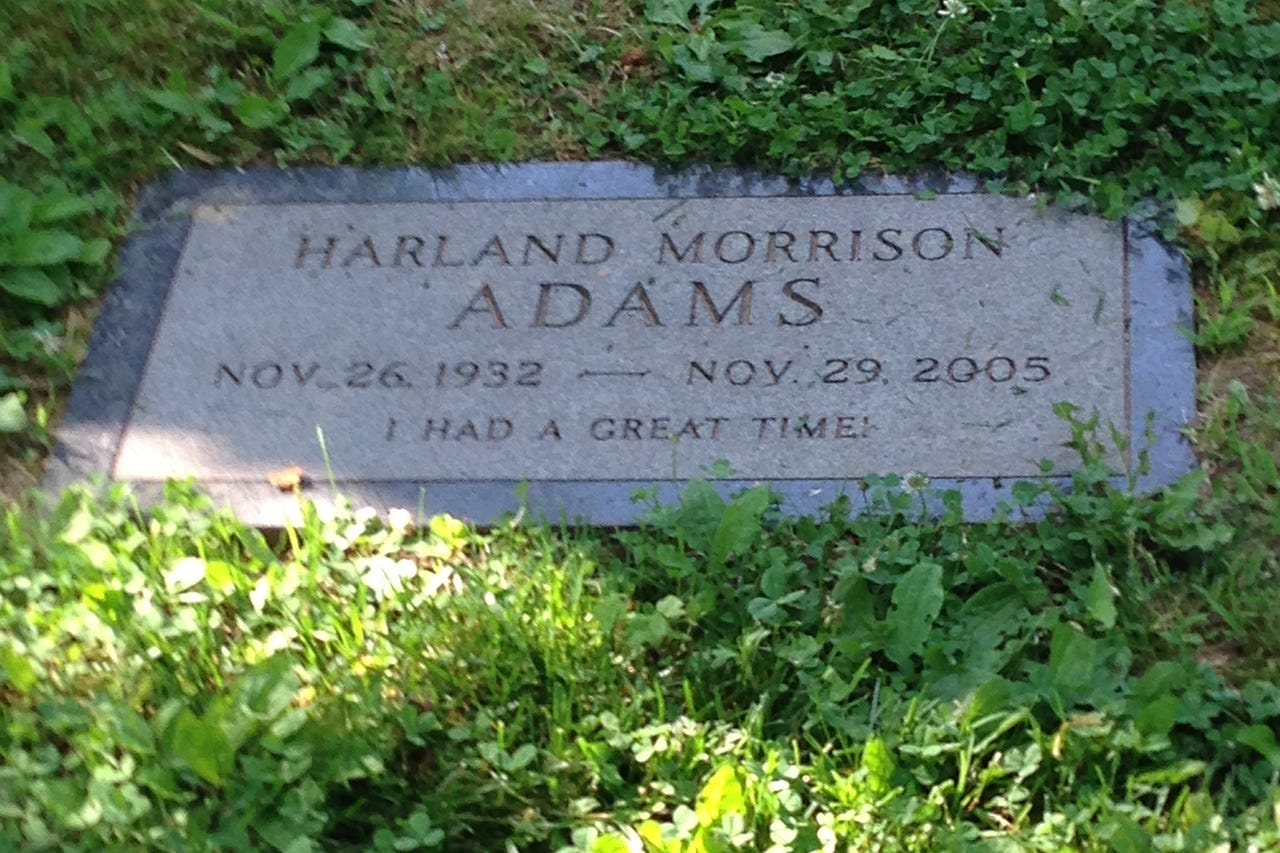 HARLAND MORRISON
ADAMS
NOV. 26. 1932 — NOV. 29. 2005
I HAD A GREAT TIME!